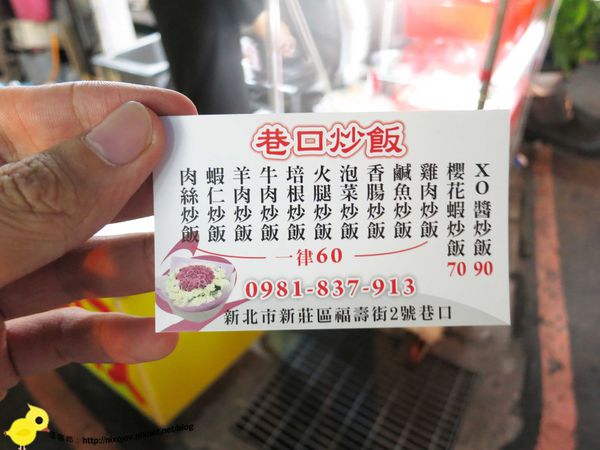 巷口炒飯
XO醬炒飯 90
櫻花蝦炒飯 70
雞肉炒飯
鹹魚炒飯
香腸炒飯
泡菜炒飯
火腿炒飯
培根炒飯
牛肉炒飯
羊肉炒飯
蝦仁炒飯
肉絲炒飯
一律60
0981-837-913
新北市新莊區福壽街2號巷口